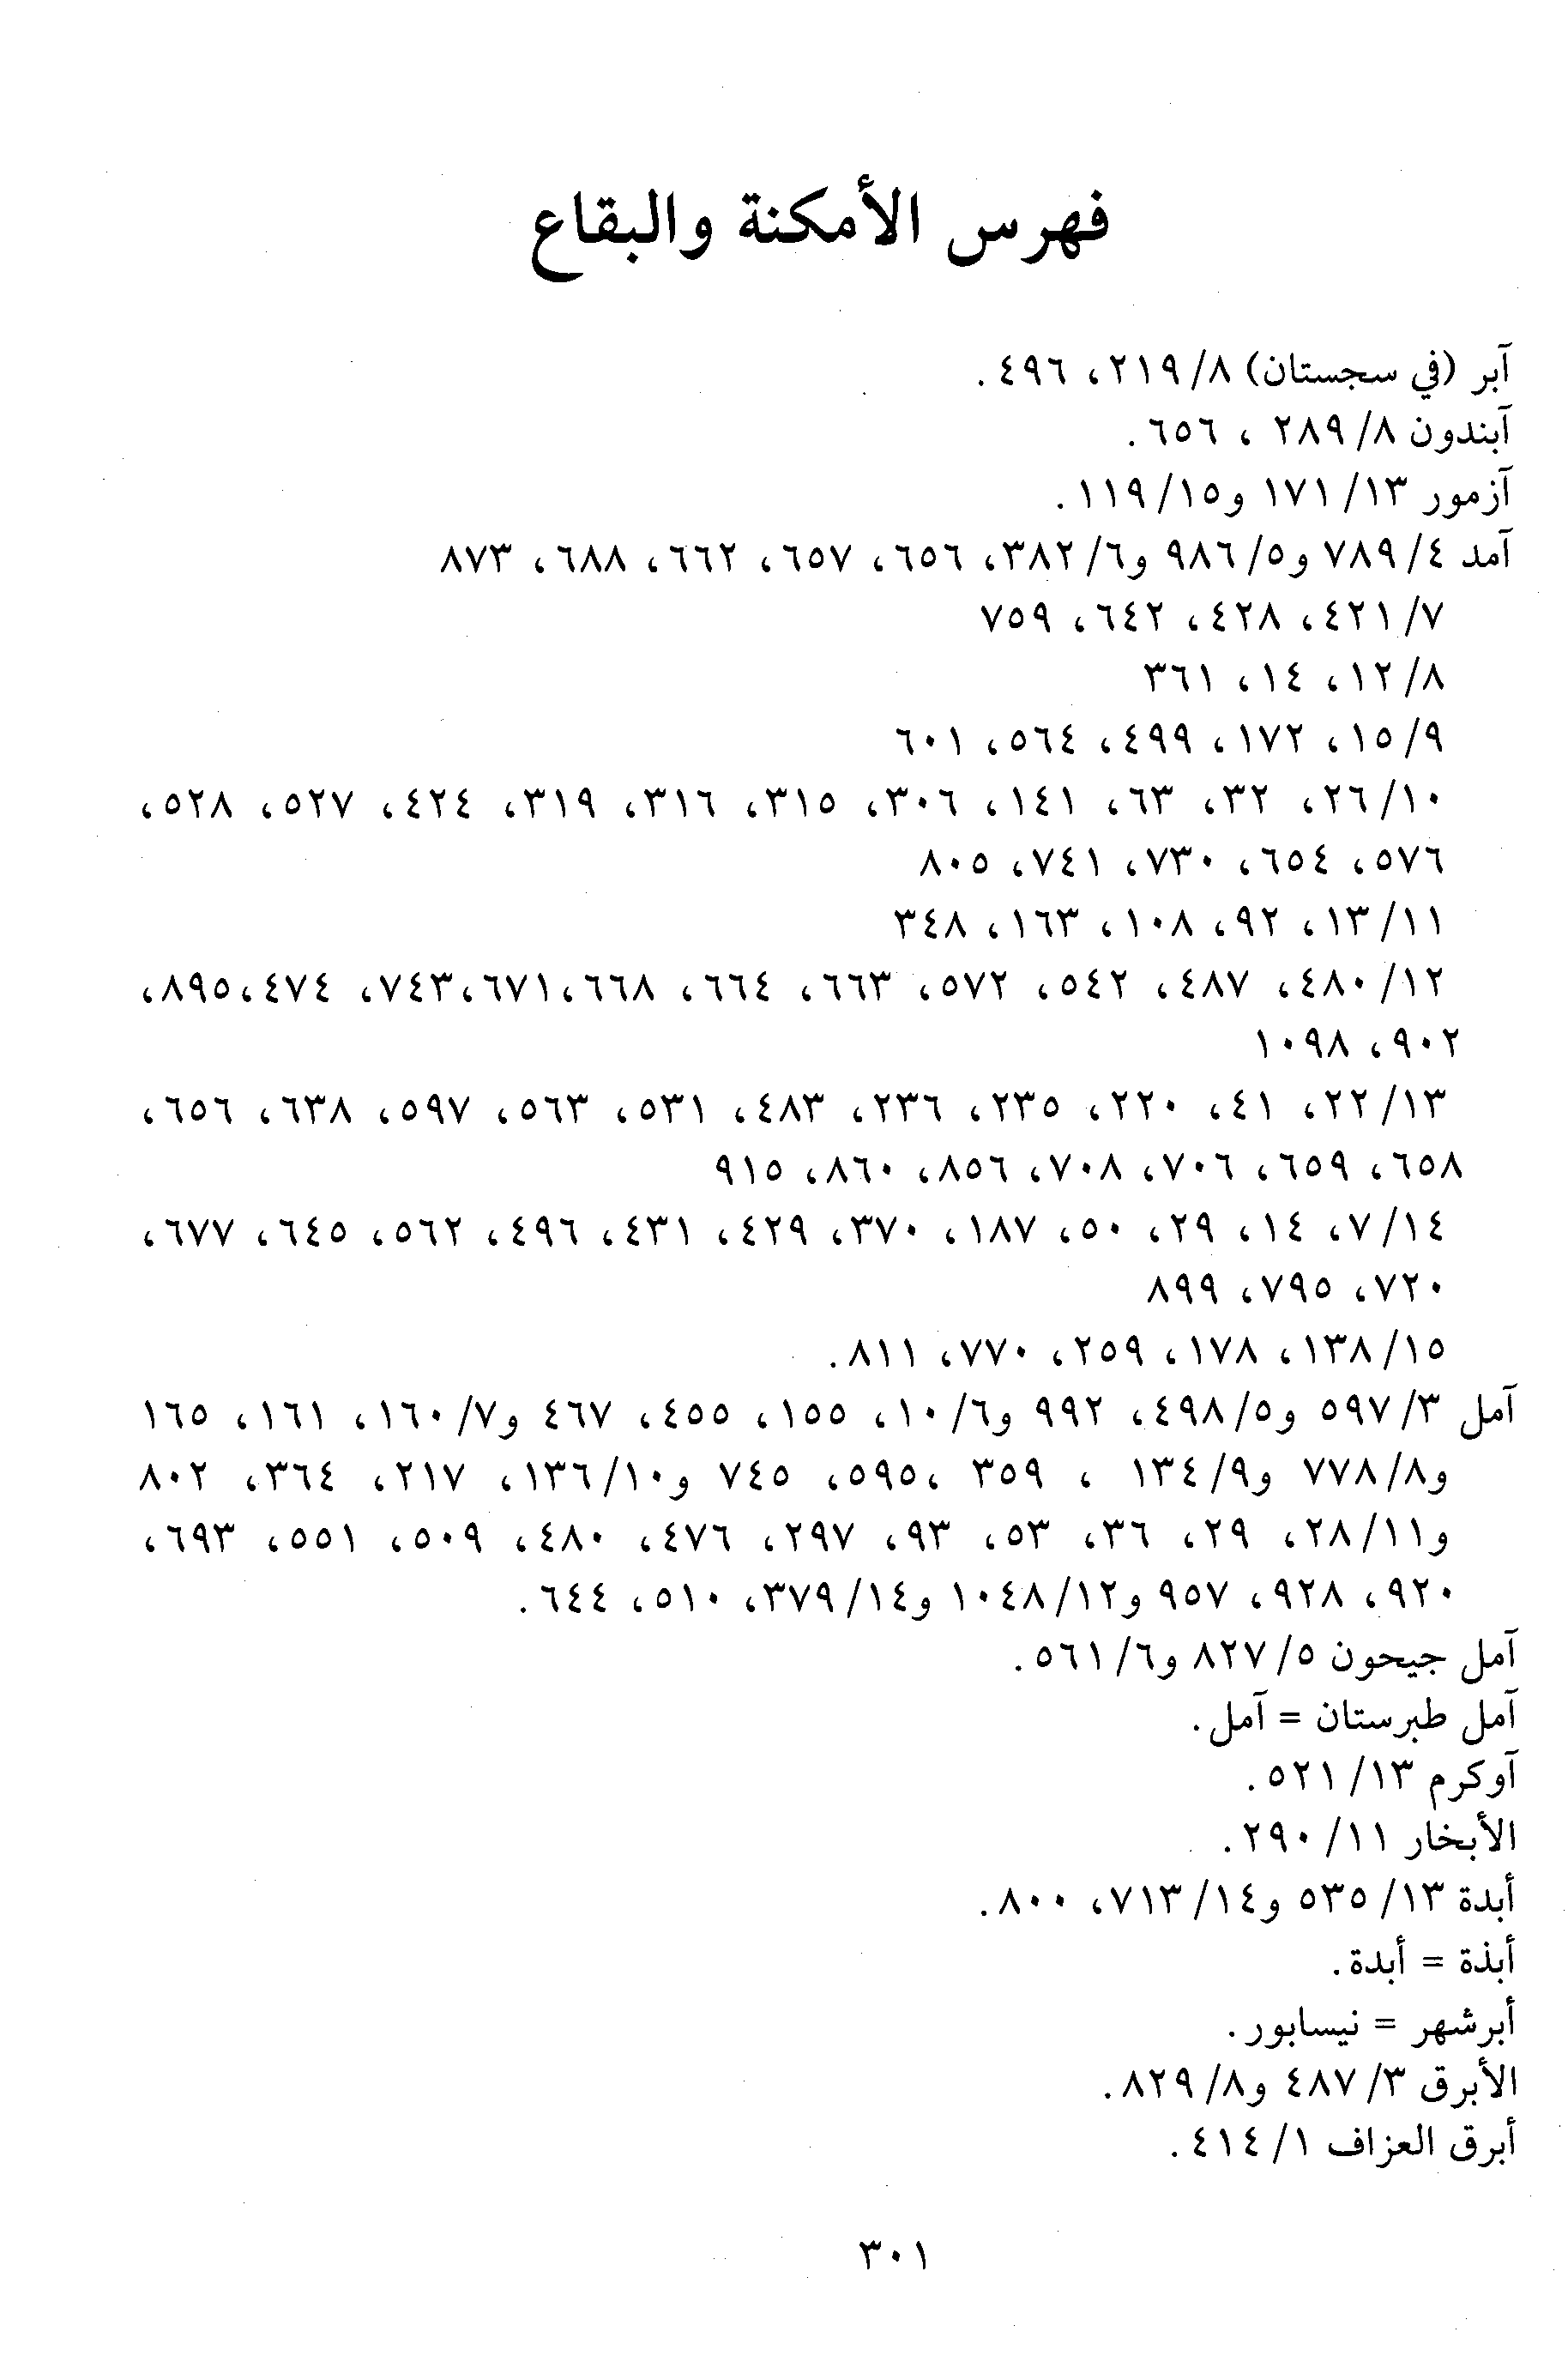 فهرس الأمكنة والبقاع
آبر (في سجستان) ٨/ ٢١٩، ٤٩٦.
آبندون ٨/ ٢٨٩ ، ٦٥٦.
آزمور ١٣/ ١٧١ و١٥/ ١١٩.
آمد ٤/ ٧٨٩ و٥/ ٩٨٦ و٦/ ٣٨٢، ٦٥٦، ٦٥٧، ٦٦٢، ٦٨٨، ٨٧٣
٧/ ٤٢١، ٤٢٨، ٦٤٢، ٧٥٩
٨/ ١٢، ١٤، ٣٦١
٩/ ١٥، ١٧٢، ٤٩٩، ٥٦٤، ٦٠١
١٠/ ٢٦، ٣٢، ٦٣، ١٤١، ٣٠٦، ٣١٥، ٣١٦، ٣١٩، ٤٢٤، ٥٢٧، ٥٢٨،
٥٧٦، ٦٥٤، ٧٣٠، ٧٤١، ٨٠٥
١١/ ١٣، ٩٢، ١٠٨، ١٦٣، ٣٤٨
١٢/ ٤٨٠، ٤٨٧، ٥٤٢، ٥٧٢، ٦٦٣، ٦٦٤، ٦٦٨،٦٧١،٧٤٣، ٤٧٤،٨٩٥،
٩٠٢، ١٠٩٨
١٣/ ٢٢، ٤١، ٢٢٠، ٢٣٥، ٢٣٦، ٤٨٣، ٥٣١، ٥٦٣، ٥٩٧، ٦٣٨، ٦٥٦،
٦٥٨، ٦٥٩، ٧٠٦، ٧٠٨، ٨٥٦، ٨٦٠، ٩١٥
١٤/ ٧، ١٤، ٢٩، ٥٠، ١٨٧، ٣٧٠، ٤٢٩، ٤٣١، ٤٩٦، ٥٦٢، ٦٤٥، ٦٧٧،
٧٢٠، ٧٩٥، ٨٩٩
١٥/ ١٣٨، ١٧٨، ٢٥٩، ٧٧٠، ٨١١.
آمل ٣/ ٥٩٧ و٥/ ٤٩٨، ٩٩٢ و٦/ ١٠، ١٥٥، ٤٥٥، ٤٦٧ و٧/ ١٦٠، ١٦١، ١٦٥
و٨/ ٧٧٨ و٩/ ١٣٤ ، ٣٥٩ ،٥٩٥، ٧٤٥ و١٠/ ١٣٦، ٢١٧، ٣٦٤، ٨٠٢
و١١/ ٢٨، ٢٩، ٣٦، ٥٣، ٩٣، ٢٩٧، ٤٧٦، ٤٨٠، ٥٠٩، ٥٥١، ٦٩٣،
٩٢٠، ٩٢٨، ٩٥٧ و١٢/ ١٠٤٨ و١٤/ ٣٧٩، ٥١٠، ٦٤٤.
آمل جيحون ٥/ ٨٢٧ و٦/ ٥٦١.
آمل طبرستان = آمل.
آوكرم ١٣/ ٥٢١.
الأبخار ١١/ ٢٩٠.
أبدة ١٣/ ٥٣٥ و١٤/ ٧١٣، ٨٠٠.
أبذة = أبدة.
أبرشهر = نيسابور.
الأبرق ٣/ ٤٨٧ و٨/ ٨٢٩.
أبرق العزاف ١/ ٤١٤.
٣٠١